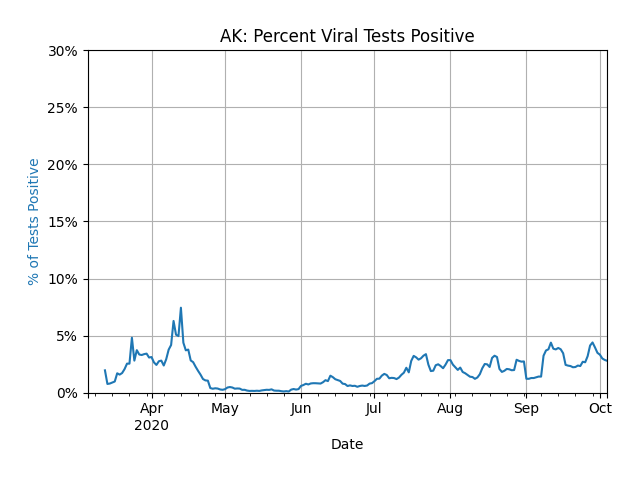 AK: Percent Viral Tests Positive
30%
25%
20%
15%
10%
5%
0%
% of Tests Positive
Apr
2020
May
Jun
Jul
Aug
Sep
Oct
Date